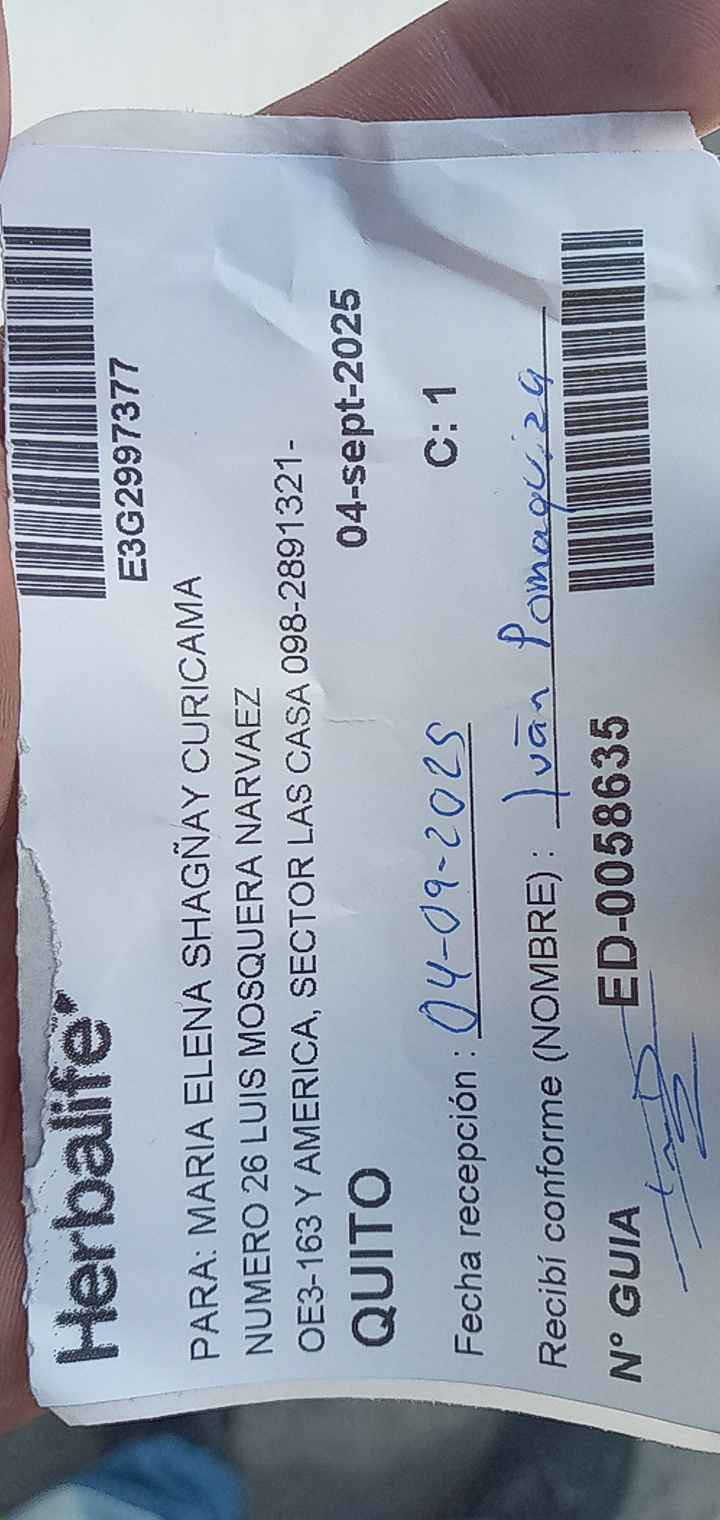 Herbalife
E3G2997377
PARA: MARIA ELENA SHAGÑAY CURICAMA
NUMERO 26 LUIS MOSQUERA NARVAEZ
OE3-163 Y AMERICA, SECTOR LAS CASA 098-2891321-
QUITO 04-sept-2025
Fecha recepción : 04-09-2025 C: 1
Recibí conforme (NOMBRE) : Iván Pomaquiza
N° GUIA ED-0058635